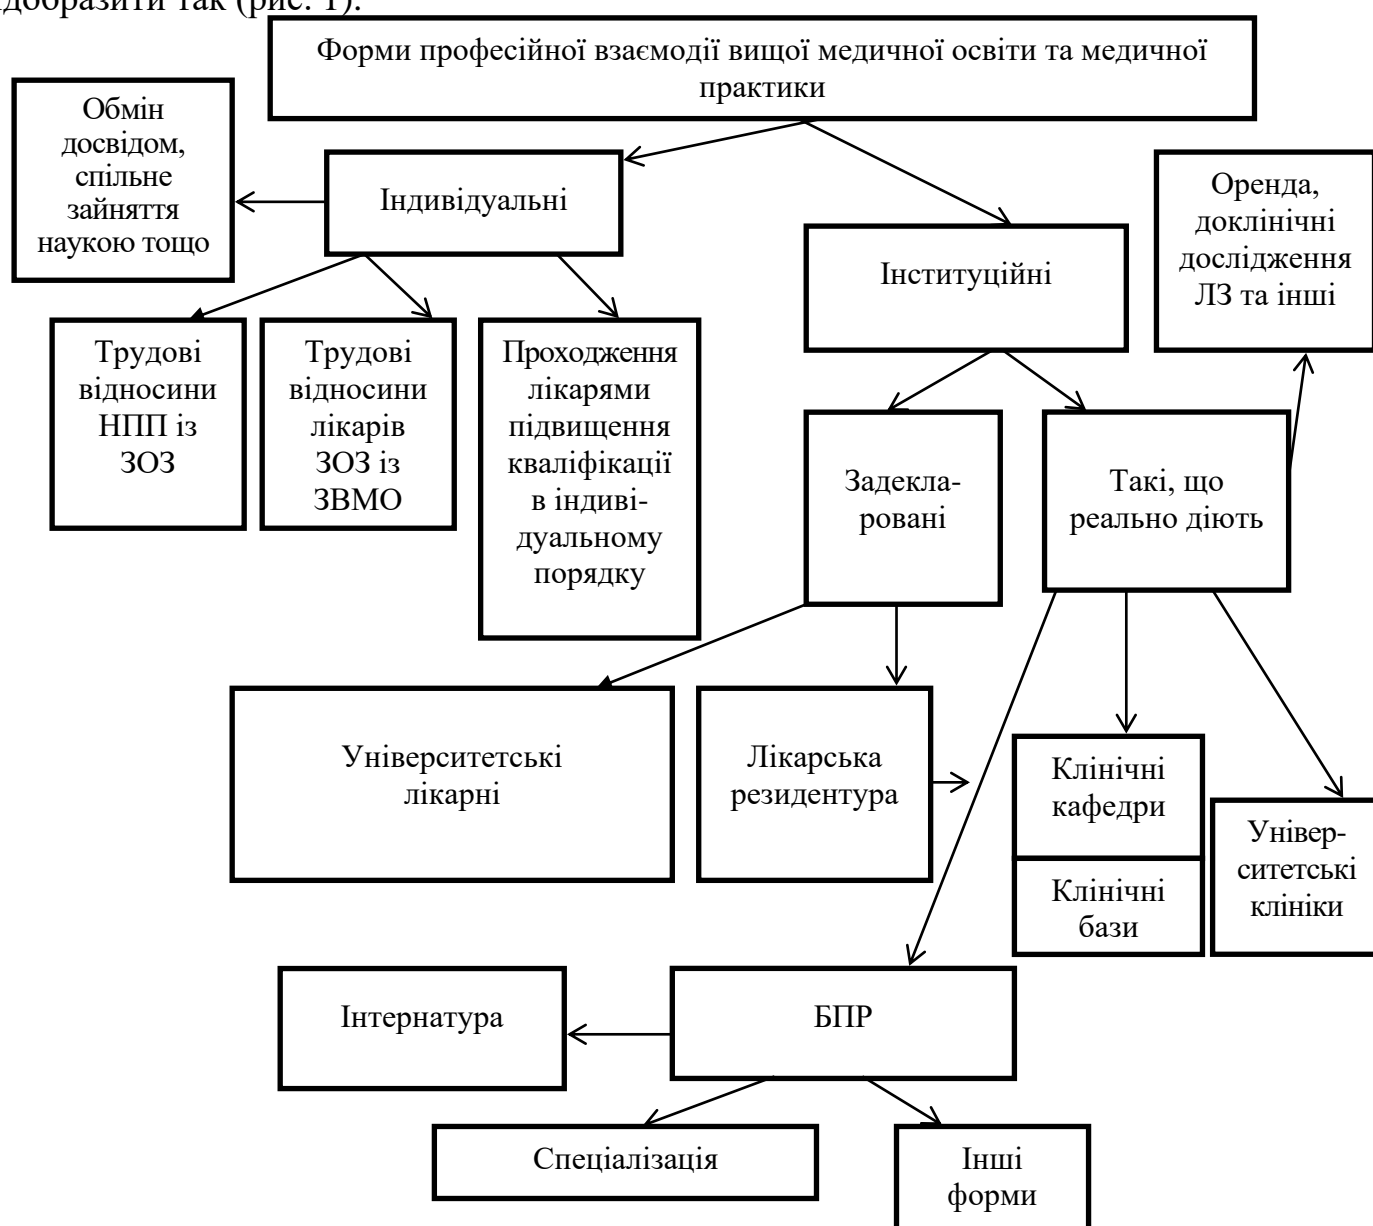 добразити так (рис. 1).
Форми професійної взаємодії вищої медичної освіти та медичної
практики
Обмін
досвідом,
спільне
зайняття
наукою тощо
Індивідуальні
Інституційні
Оренда,
доклінічні
дослідження
ЛЗ та інші
Трудові
відносини
НПП із
ЗОЗ
Трудові
відносини
лікарів
ЗОЗ із
ЗВМО
Проходження
лікарями
підвищення
кваліфікації
в індиві-
дуальному
порядку
Задекла-
ровані
Такі, що
реально діють
Університетські
лікарні
Лікарська
резидентура
Клінічні
кафедри
Клінічні
бази
Універ-
ситетські
клініки
Інтернатура
БПР
Спеціалізація
Інші
форми